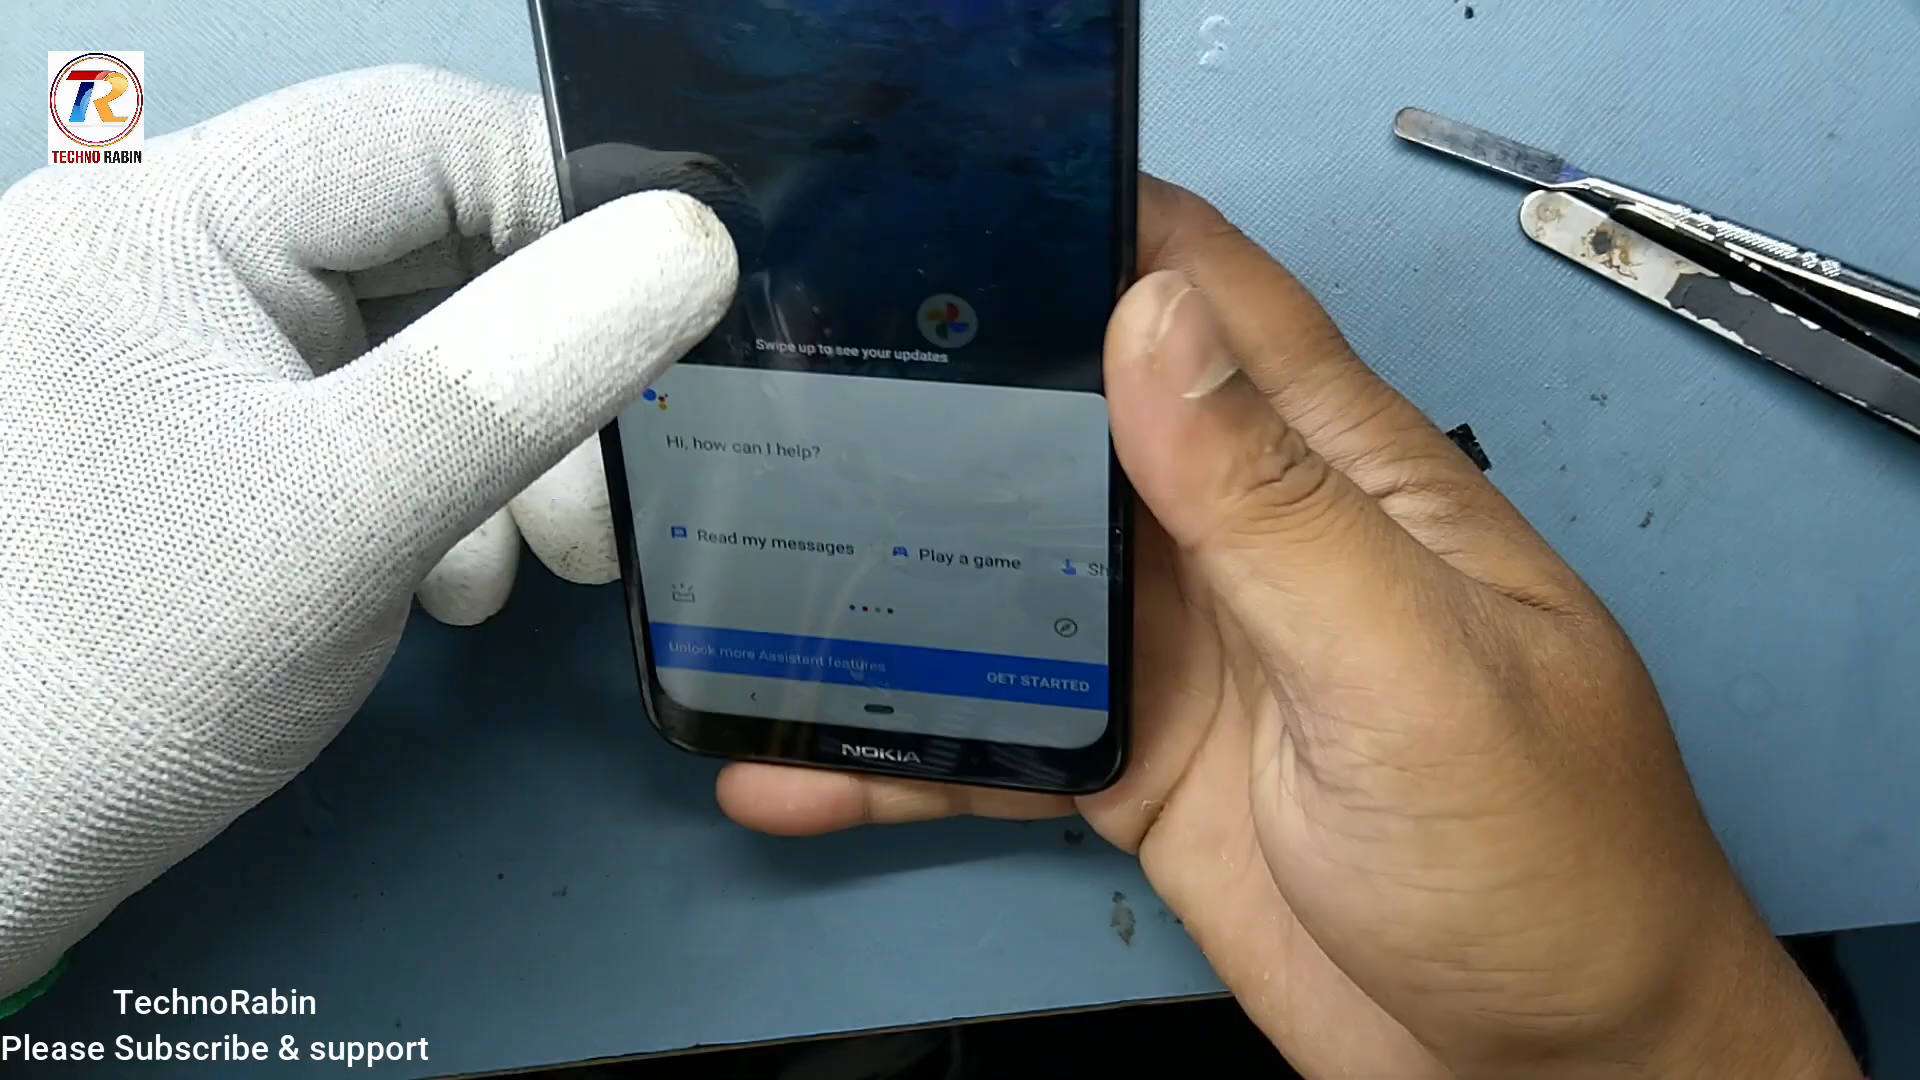 TR
TECHNO RABIN
Swipe up to see your updates
Hi, how can I help?
Read my messages
Play a game
Unlock more Assistant features
GET STARTED
NOKIA
TechnoRabin
Please Subscribe & support